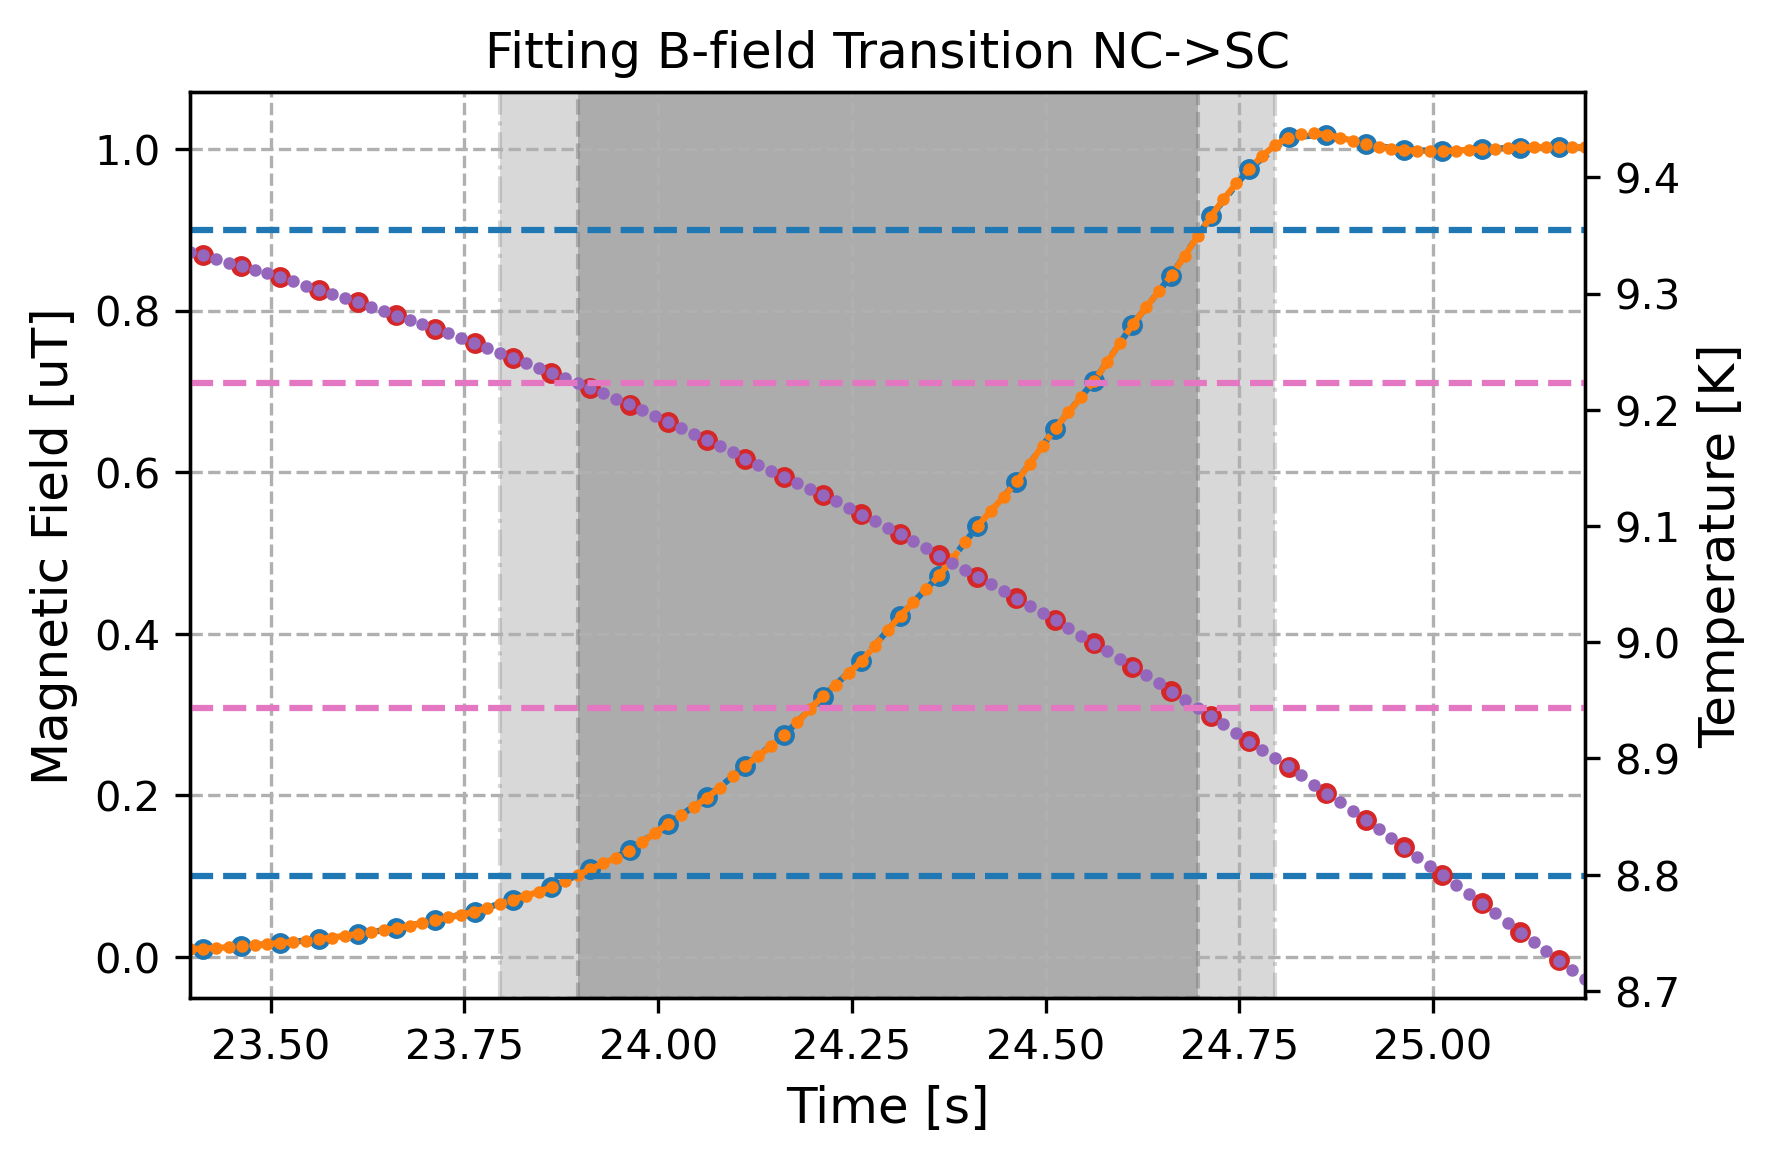 Fitting B-field Transition NC->SC
Magnetic Field [uT]
1.0
0.8
0.6
0.4
0.2
0.0
9.4
9.3
9.2
9.1
9.0
8.9
8.8
8.7
Temperature [K]
23.50 23.75 24.00 24.25 24.50 24.75 25.00
Time [s]